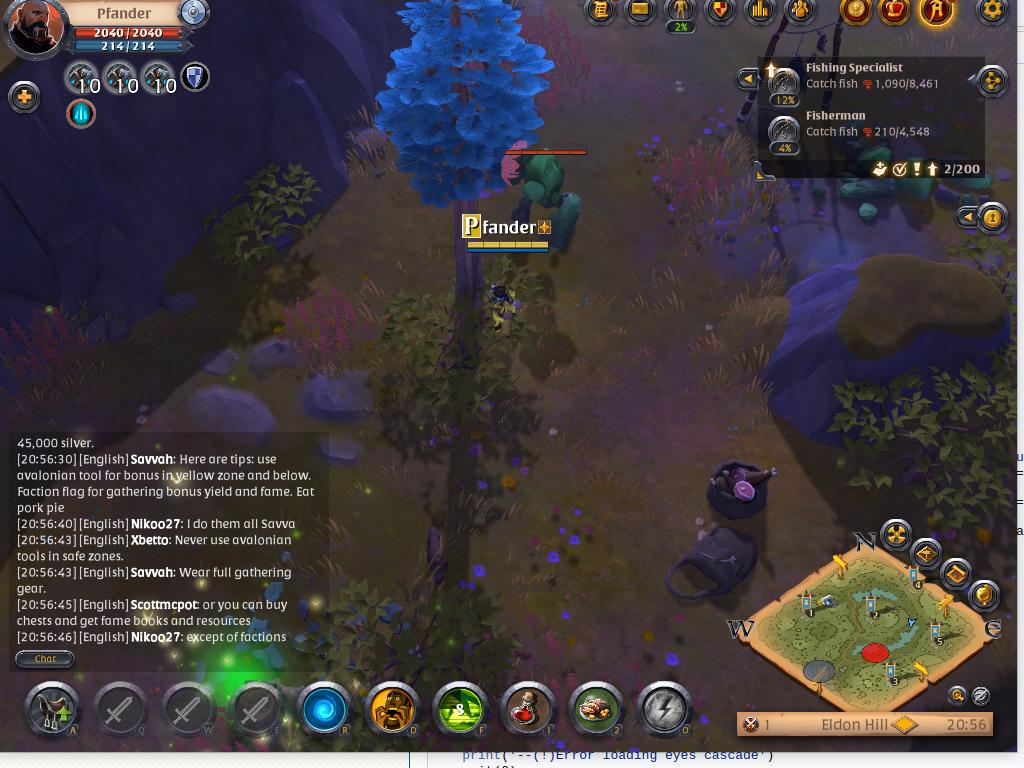 Pfander
2040 / 2040
214 / 214
10
10
10
2%
Fishing Specialist
Catch fish 1,090/8,461
12%
Fisherman
Catch fish 210/4,548
4%
2/200
Pfander
45,000 silver.
[20:56:30] [English] Savvah: Here are tips: use
avalonian tool for bonus in yellow zone and below.
Faction flag for gathering bonus yield and fame. Eat
pork pie
[20:56:40] [English] Nikoo27: I do them all Savva
[20:56:43] [English] Xbetto: Never use avalonian
tools in safe zones.
[20:56:43] [English] Savvah: Wear full gathering
gear.
[20:56:45] [English] Scottmcpot: or you can buy
chests and get fame books and resources
[20:56:46] [English] Nikoo27: except of factions
Chat
A
Q
W
E
R
D
8
F
1
2
O
N
W
E
1
2
3
4
5
1
Eldon Hill
20:56
print('--(!)Error loading eyes cascade')